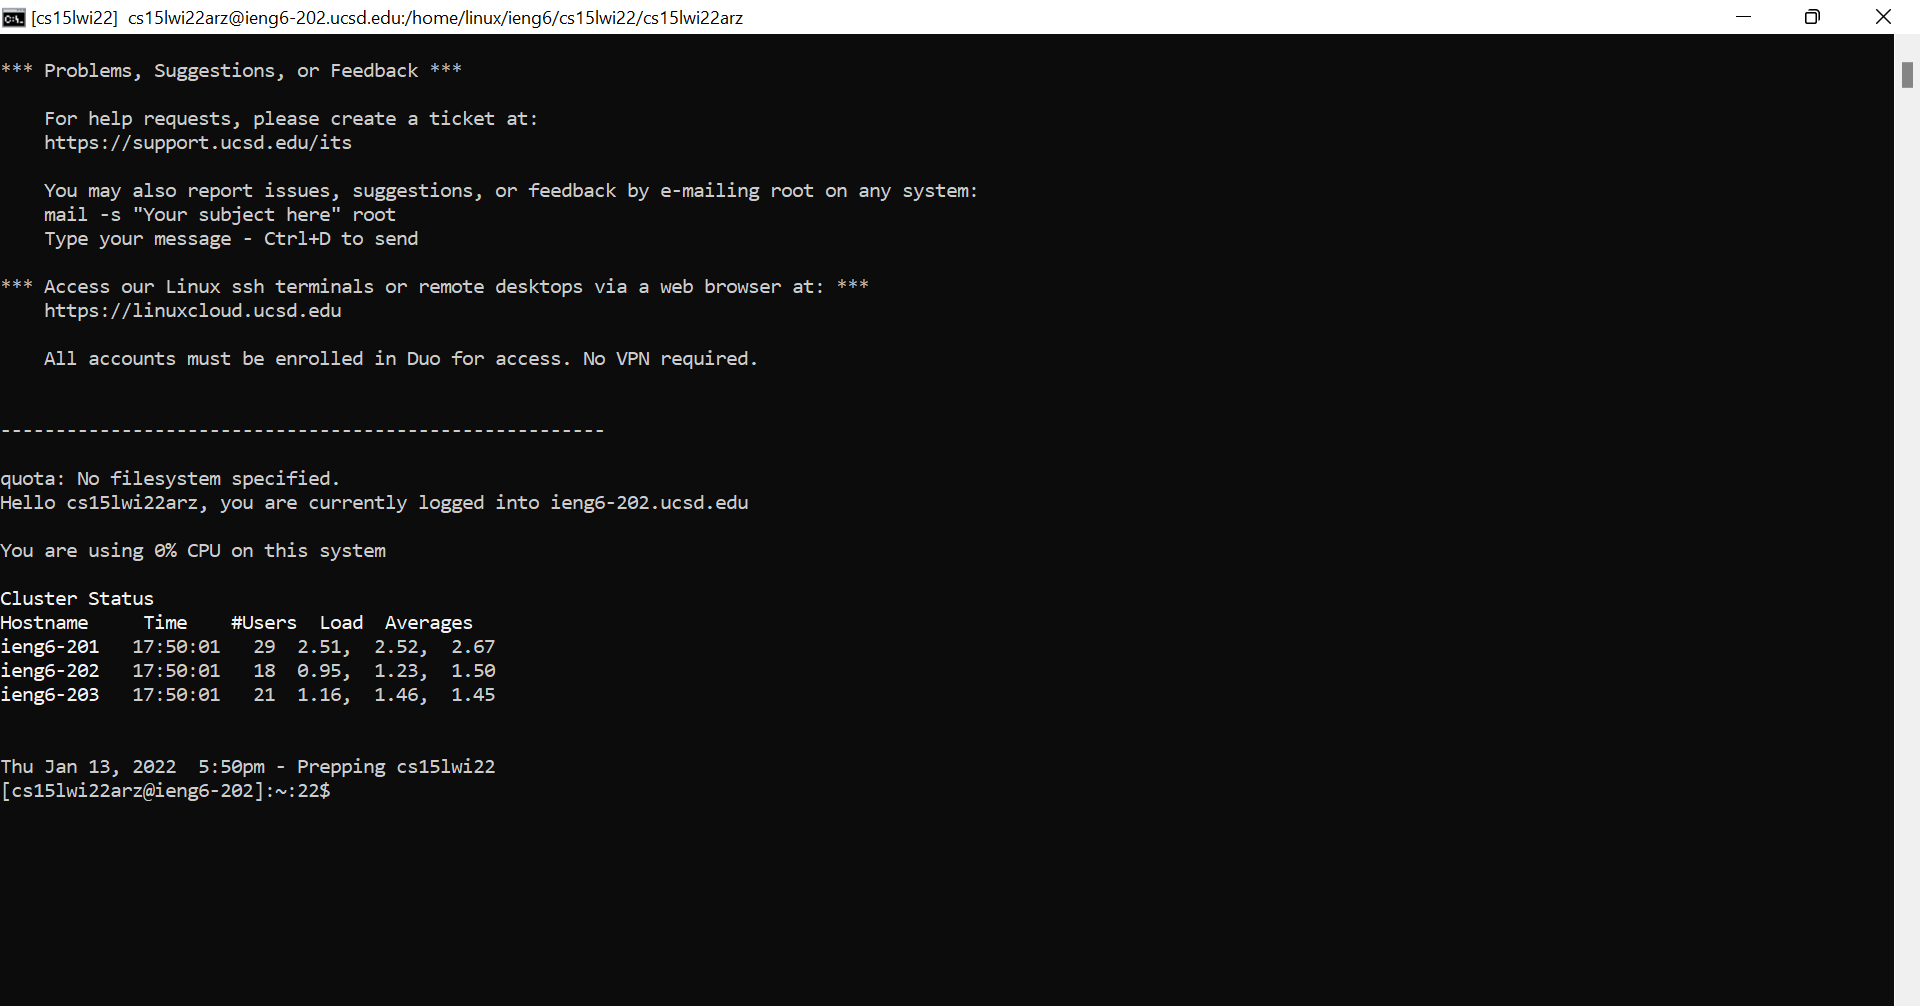 [cs15lwi22] cs15lwi22arz@ieng6-202.ucsd.edu:/home/linux/ieng6/cs15lwi22/cs15lwi22arz
*** Problems, Suggestions, or Feedback ***
For help requests, please create a ticket at:
https://support.ucsd.edu/its
You may also report issues, suggestions, or feedback by e-mailing root on any system:
mail -s "Your subject here" root
Type your message - Ctrl+D to send
*** Access our Linux ssh terminals or remote desktops via a web browser at: ***
https://linuxcloud.ucsd.edu
All accounts must be enrolled in Duo for access. No VPN required.
-------------------------------------------------------
quota: No filesystem specified.
Hello cs15lwi22arz, you are currently logged into ieng6-202.ucsd.edu
You are using 0% CPU on this system
Cluster Status
Hostname     Time    #Users  Load  Averages
ieng6-201   17:50:01   29  2.51,  2.52,  2.67
ieng6-202   17:50:01   18  0.95,  1.23,  1.50
ieng6-203   17:50:01   21  1.16,  1.46,  1.45
Thu Jan 13, 2022  5:50pm - Prepping cs15lwi22
[cs15lwi22arz@ieng6-202]:~:22$